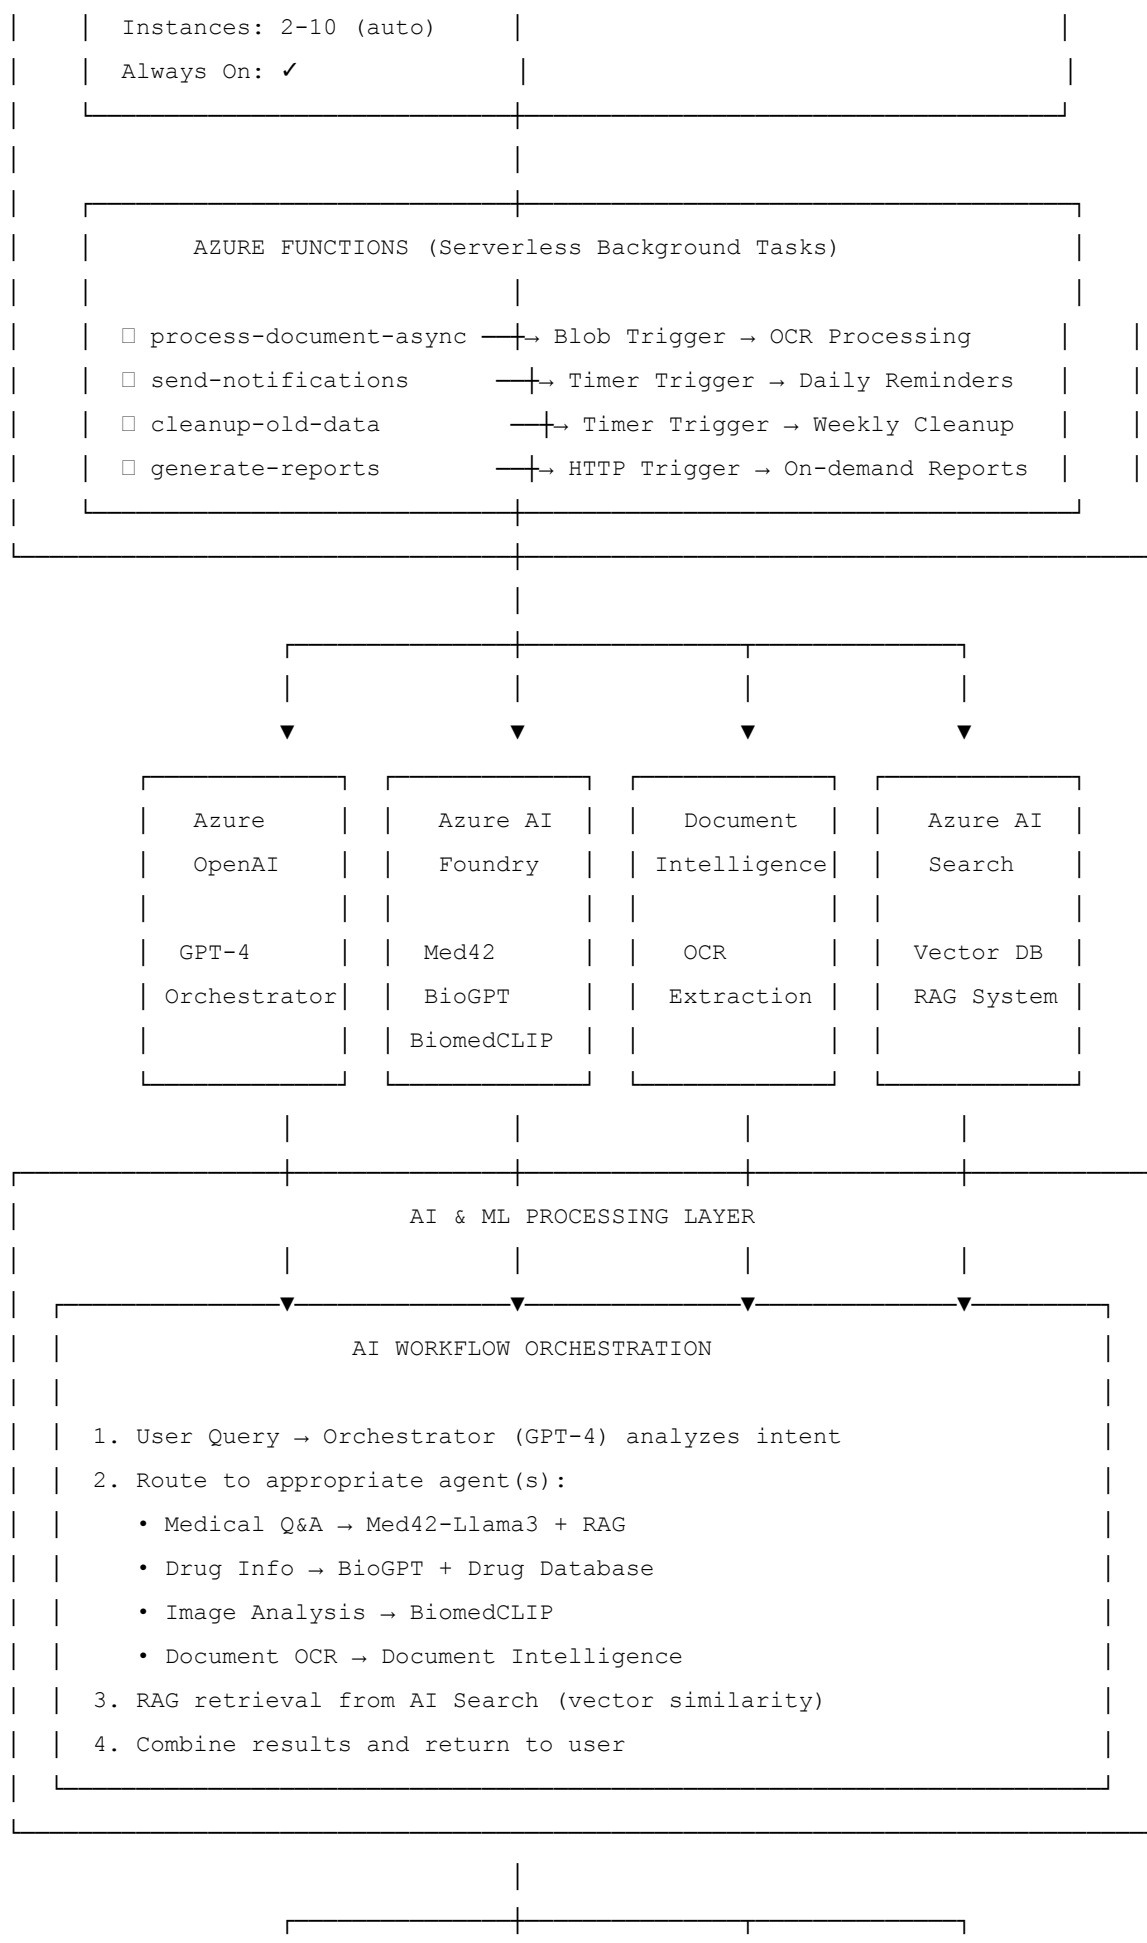 Instances: 2-10 (auto)
Always On: ✓
AZURE FUNCTIONS (Serverless Background Tasks)
□ process-document-async → Blob Trigger → OCR Processing
□ send-notifications → Timer Trigger → Daily Reminders
□ cleanup-old-data → Timer Trigger → Weekly Cleanup
□ generate-reports → HTTP Trigger → On-demand Reports
Azure
OpenAI
GPT-4
Orchestrator
Azure AI
Foundry
Med42
BioGPT
BiomedCLIP
Document
Intelligence
OCR
Extraction
Azure AI
Search
Vector DB
RAG System
AI & ML PROCESSING LAYER
AI WORKFLOW ORCHESTRATION
1. User Query → Orchestrator (GPT-4) analyzes intent
2. Route to appropriate agent(s):
• Medical Q&A → Med42-Llama3 + RAG
• Drug Info → BioGPT + Drug Database
• Image Analysis → BiomedCLIP
• Document OCR → Document Intelligence
3. RAG retrieval from AI Search (vector similarity)
4. Combine results and return to user